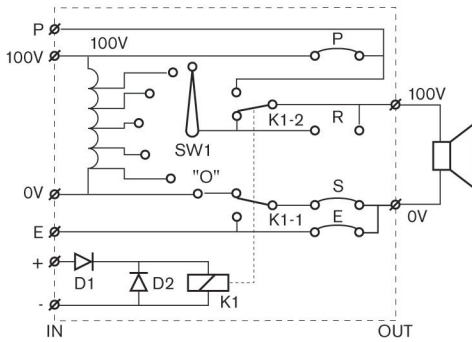 P
100V
100V
P
100V
K1-2
R
SW1
0V
"O"
S
K1-1
E
0V
E
+
D1
D2
K1
-
IN
OUT